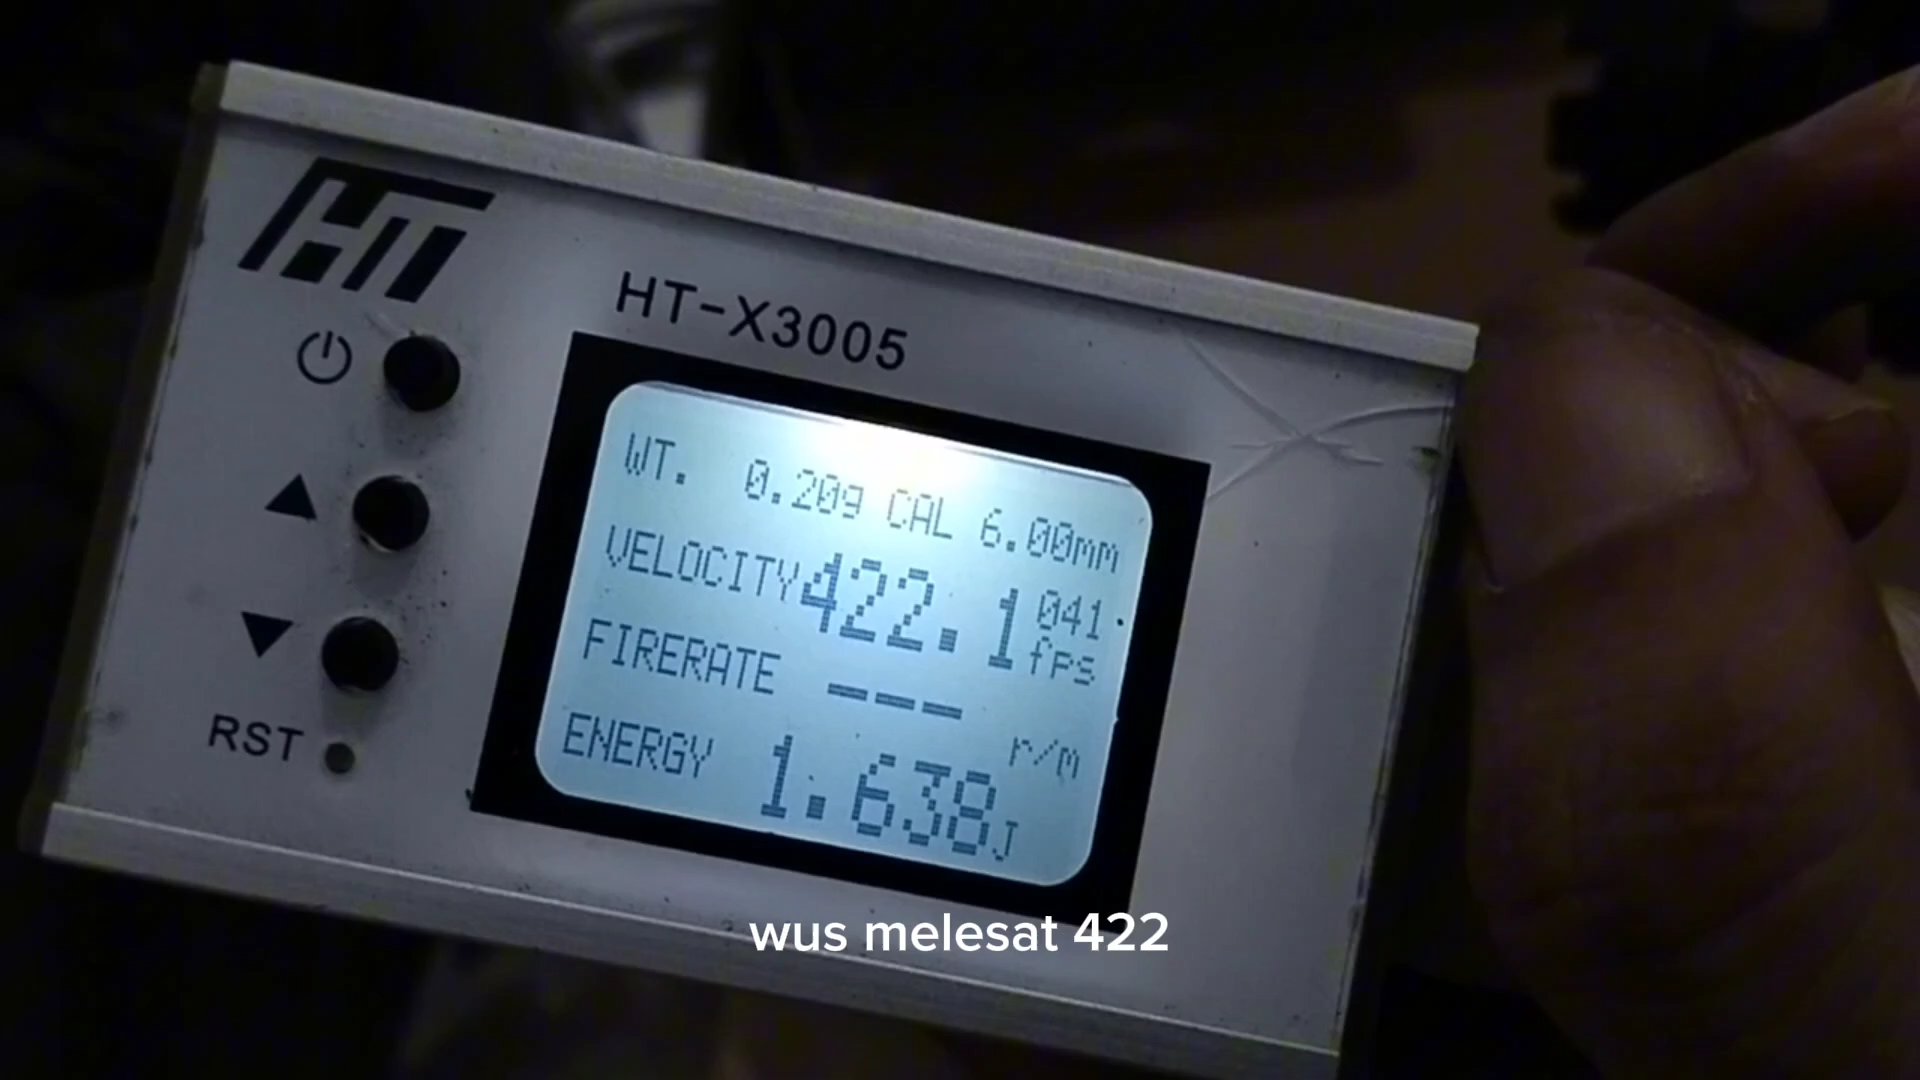 HT
HT-X3005
WT. 0.20g CAL 6.00mm
VELOCITY 422.1 041 fps
FIRERATE --- r/m
ENERGY 1.638J
RST
wus melesat 422